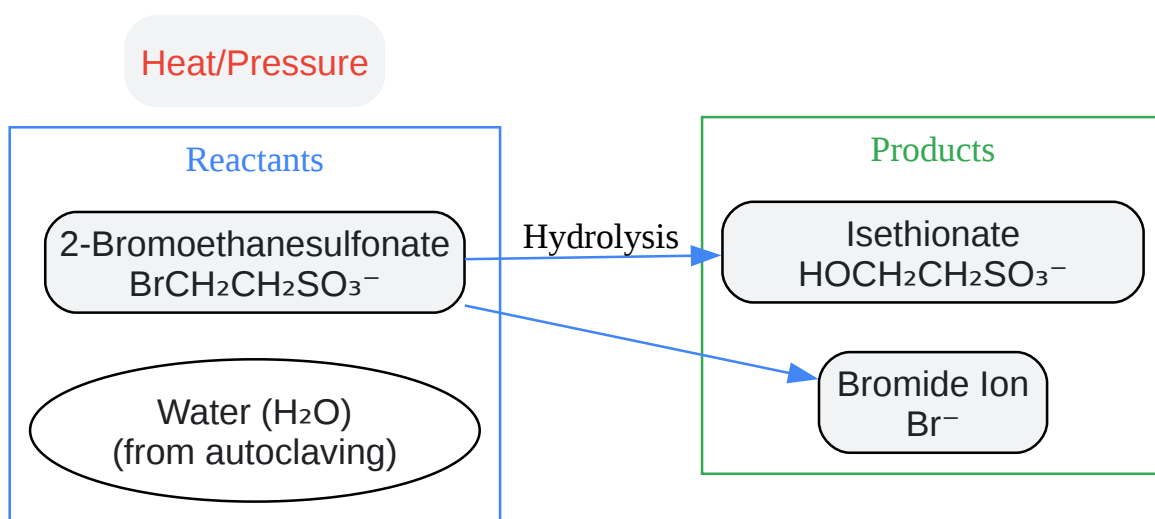 Heat/Pressure
Reactants
Products
2-Bromoethanesulfonate
BrCH₂CH₂SO₃⁻
Hydrolysis
Isethionate
HOCH₂CH₂SO₃⁻
Water (H₂O)
(from autoclaving)
Bromide Ion
Br⁻